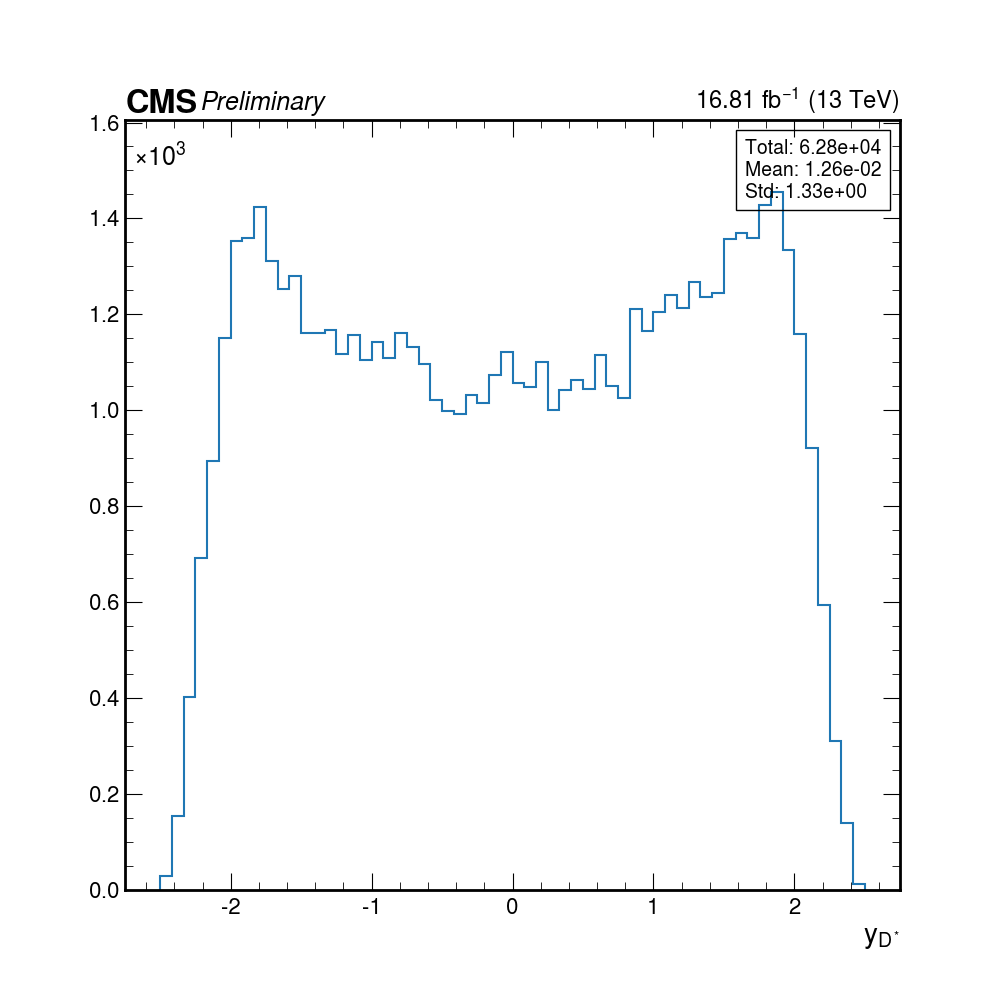 CMS Preliminary
16.81 fb⁻¹ (13 TeV)
×10³
Total: 6.28e+04
Mean: 1.26e-02
Std: 1.33e+00
1.6
1.4
1.2
1.0
0.8
0.6
0.4
0.2
0.0
-2 -1 0 1 2
y_D*